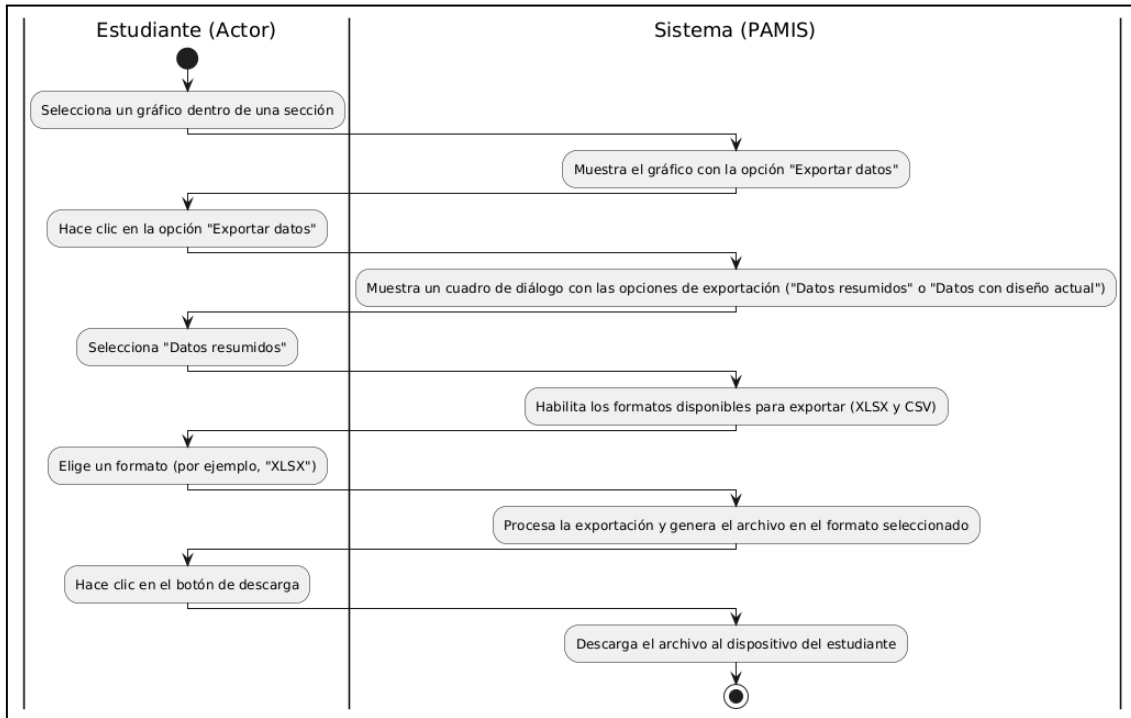 Estudiante (Actor)
Sistema (PAMIS)
Selecciona un gráfico dentro de una sección
Muestra el gráfico con la opción "Exportar datos"
Hace clic en la opción "Exportar datos"
Muestra un cuadro de diálogo con las opciones de exportación ("Datos resumidos" o "Datos con diseño actual")
Selecciona "Datos resumidos"
Habilita los formatos disponibles para exportar (XLSX y CSV)
Elige un formato (por ejemplo, "XLSX")
Procesa la exportación y genera el archivo en el formato seleccionado
Hace clic en el botón de descarga
Descarga el archivo al dispositivo del estudiante